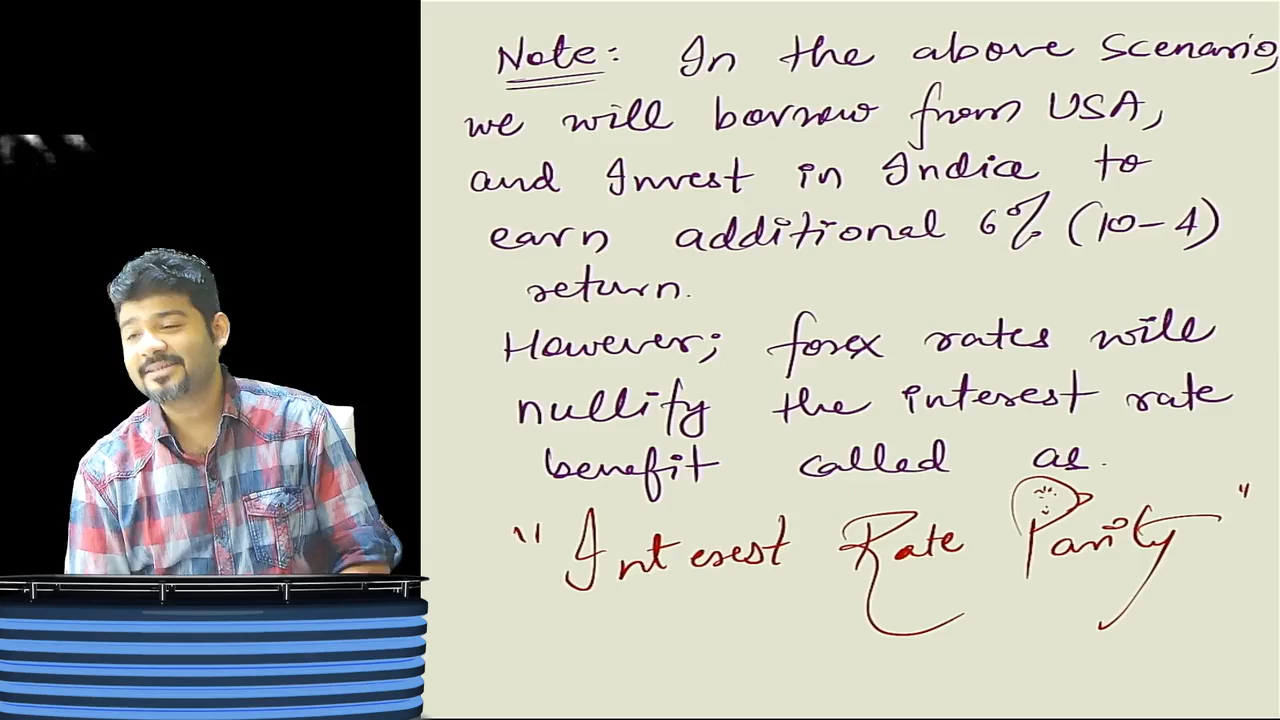 Note: In the above scenario,
we will borrow from USA,
and Invest in India to
earn additional 6% (10-4)
return.
However; forex rates will
nullify the interest rate
benefit called as.
"Interest Rate Parity"